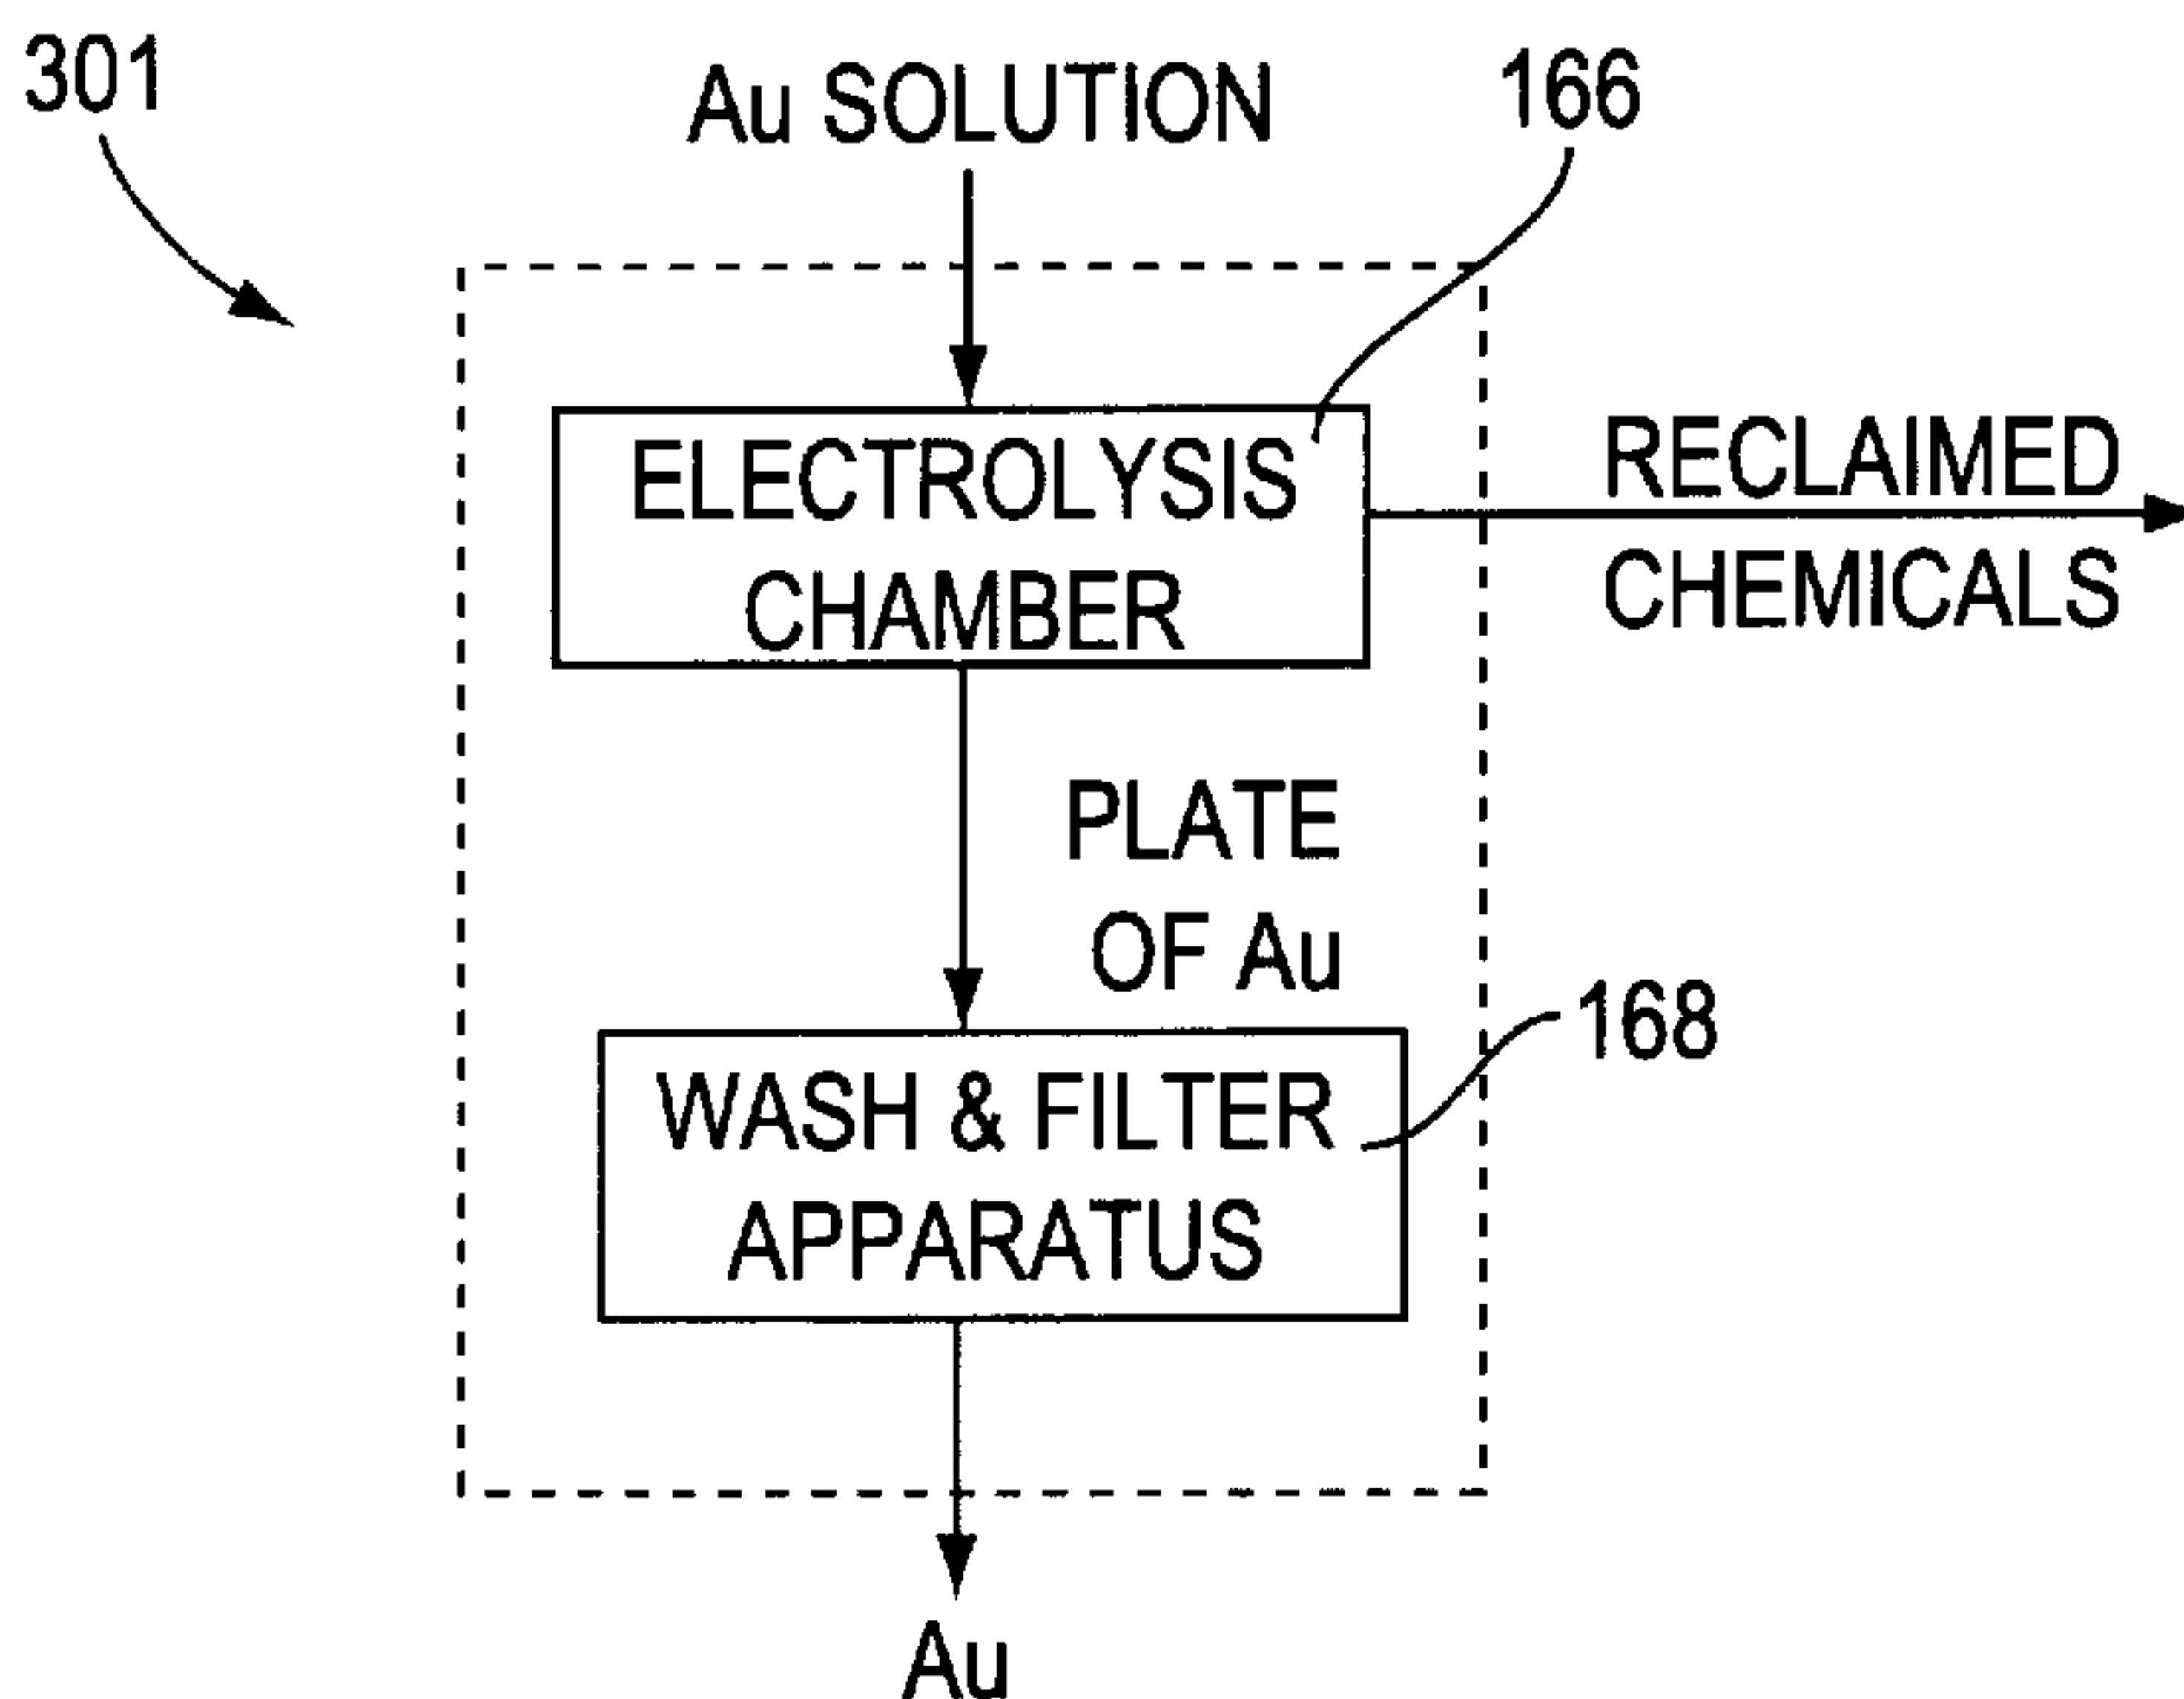 301
Au SOLUTION
166
ELECTROLYSIS
CHAMBER
RECLAIMED
CHEMICALS
PLATE
OF Au
168
WASH & FILTER
APPARATUS
Au